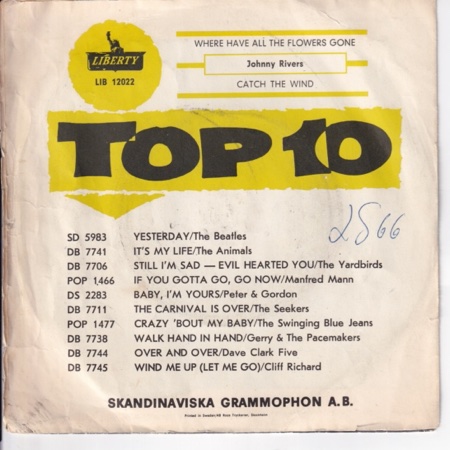 WHERE HAVE ALL THE FLOWERS GONE
LIBERTY
Johnny Rivers
LIB 12022
CATCH THE WIND
TOP 10
2566
SD 5983 YESTERDAY/The Beatles
DB 7741 IT'S MY LIFE/The Animals
DB 7706 STILL I'M SAD — EVIL HEARTED YOU/The Yardbirds
POP 1466 IF YOU GOTTA GO, GO NOW/Manfred Mann
DS 2283 BABY, I'M YOURS/Peter & Gordon
DB 7711 THE CARNIVAL IS OVER/The Seekers
POP 1477 CRAZY 'BOUT MY BABY/The Swinging Blue Jeans
DB 7738 WALK HAND IN HAND/Gerry & The Pacemakers
DB 7744 OVER AND OVER/Dave Clark Five
DB 7745 WIND ME UP (LET ME GO)/Cliff Richard
SKANDINAVISKA GRAMMOPHON A.B.
Printed in Sweden/AB